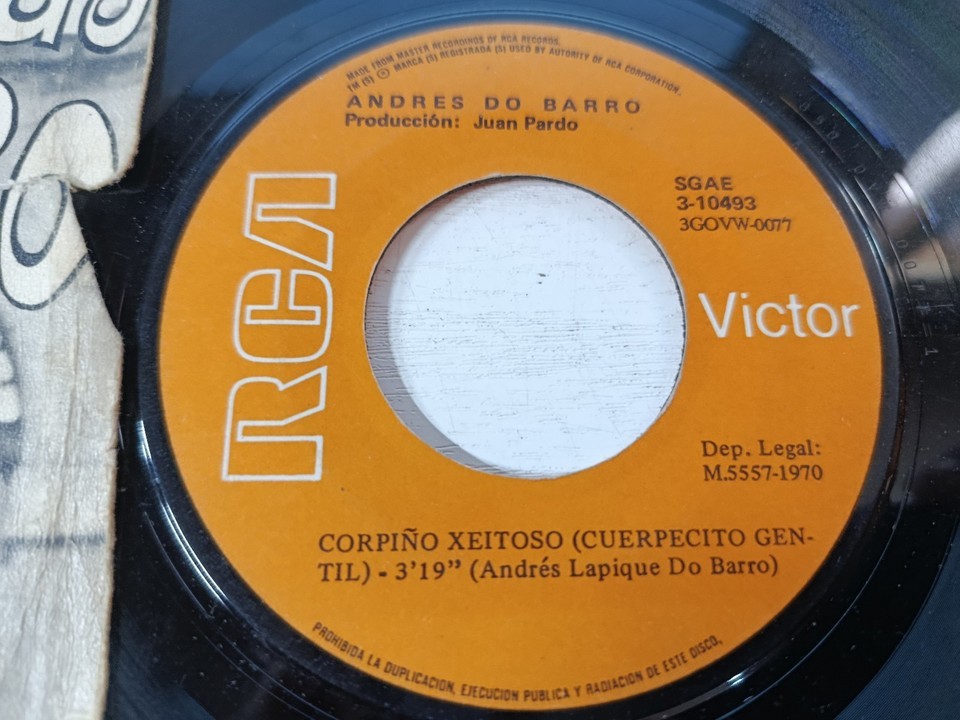 MADE FROM MASTER RECORDINGS OF RCA RECORDS.
TM (S) ® MARCA (S) REGISTRADA (S) USED BY AUTORITY OF RCA CORPORATION.
ANDRES DO BARRO
Producción: Juan Pardo
SGAE
3-10493
3GOVW-0077
RCA
Victor
Dep. Legal:
M.5557-1970
CORPIÑO XEITOSO (CUERPECITO GEN-
TIL) - 3’19” (Andrés Lapique Do Barro)
PROHIBIDA LA DUPLICACION, EJECUCION PUBLICA Y RADIACION DE ESTE DISCO.